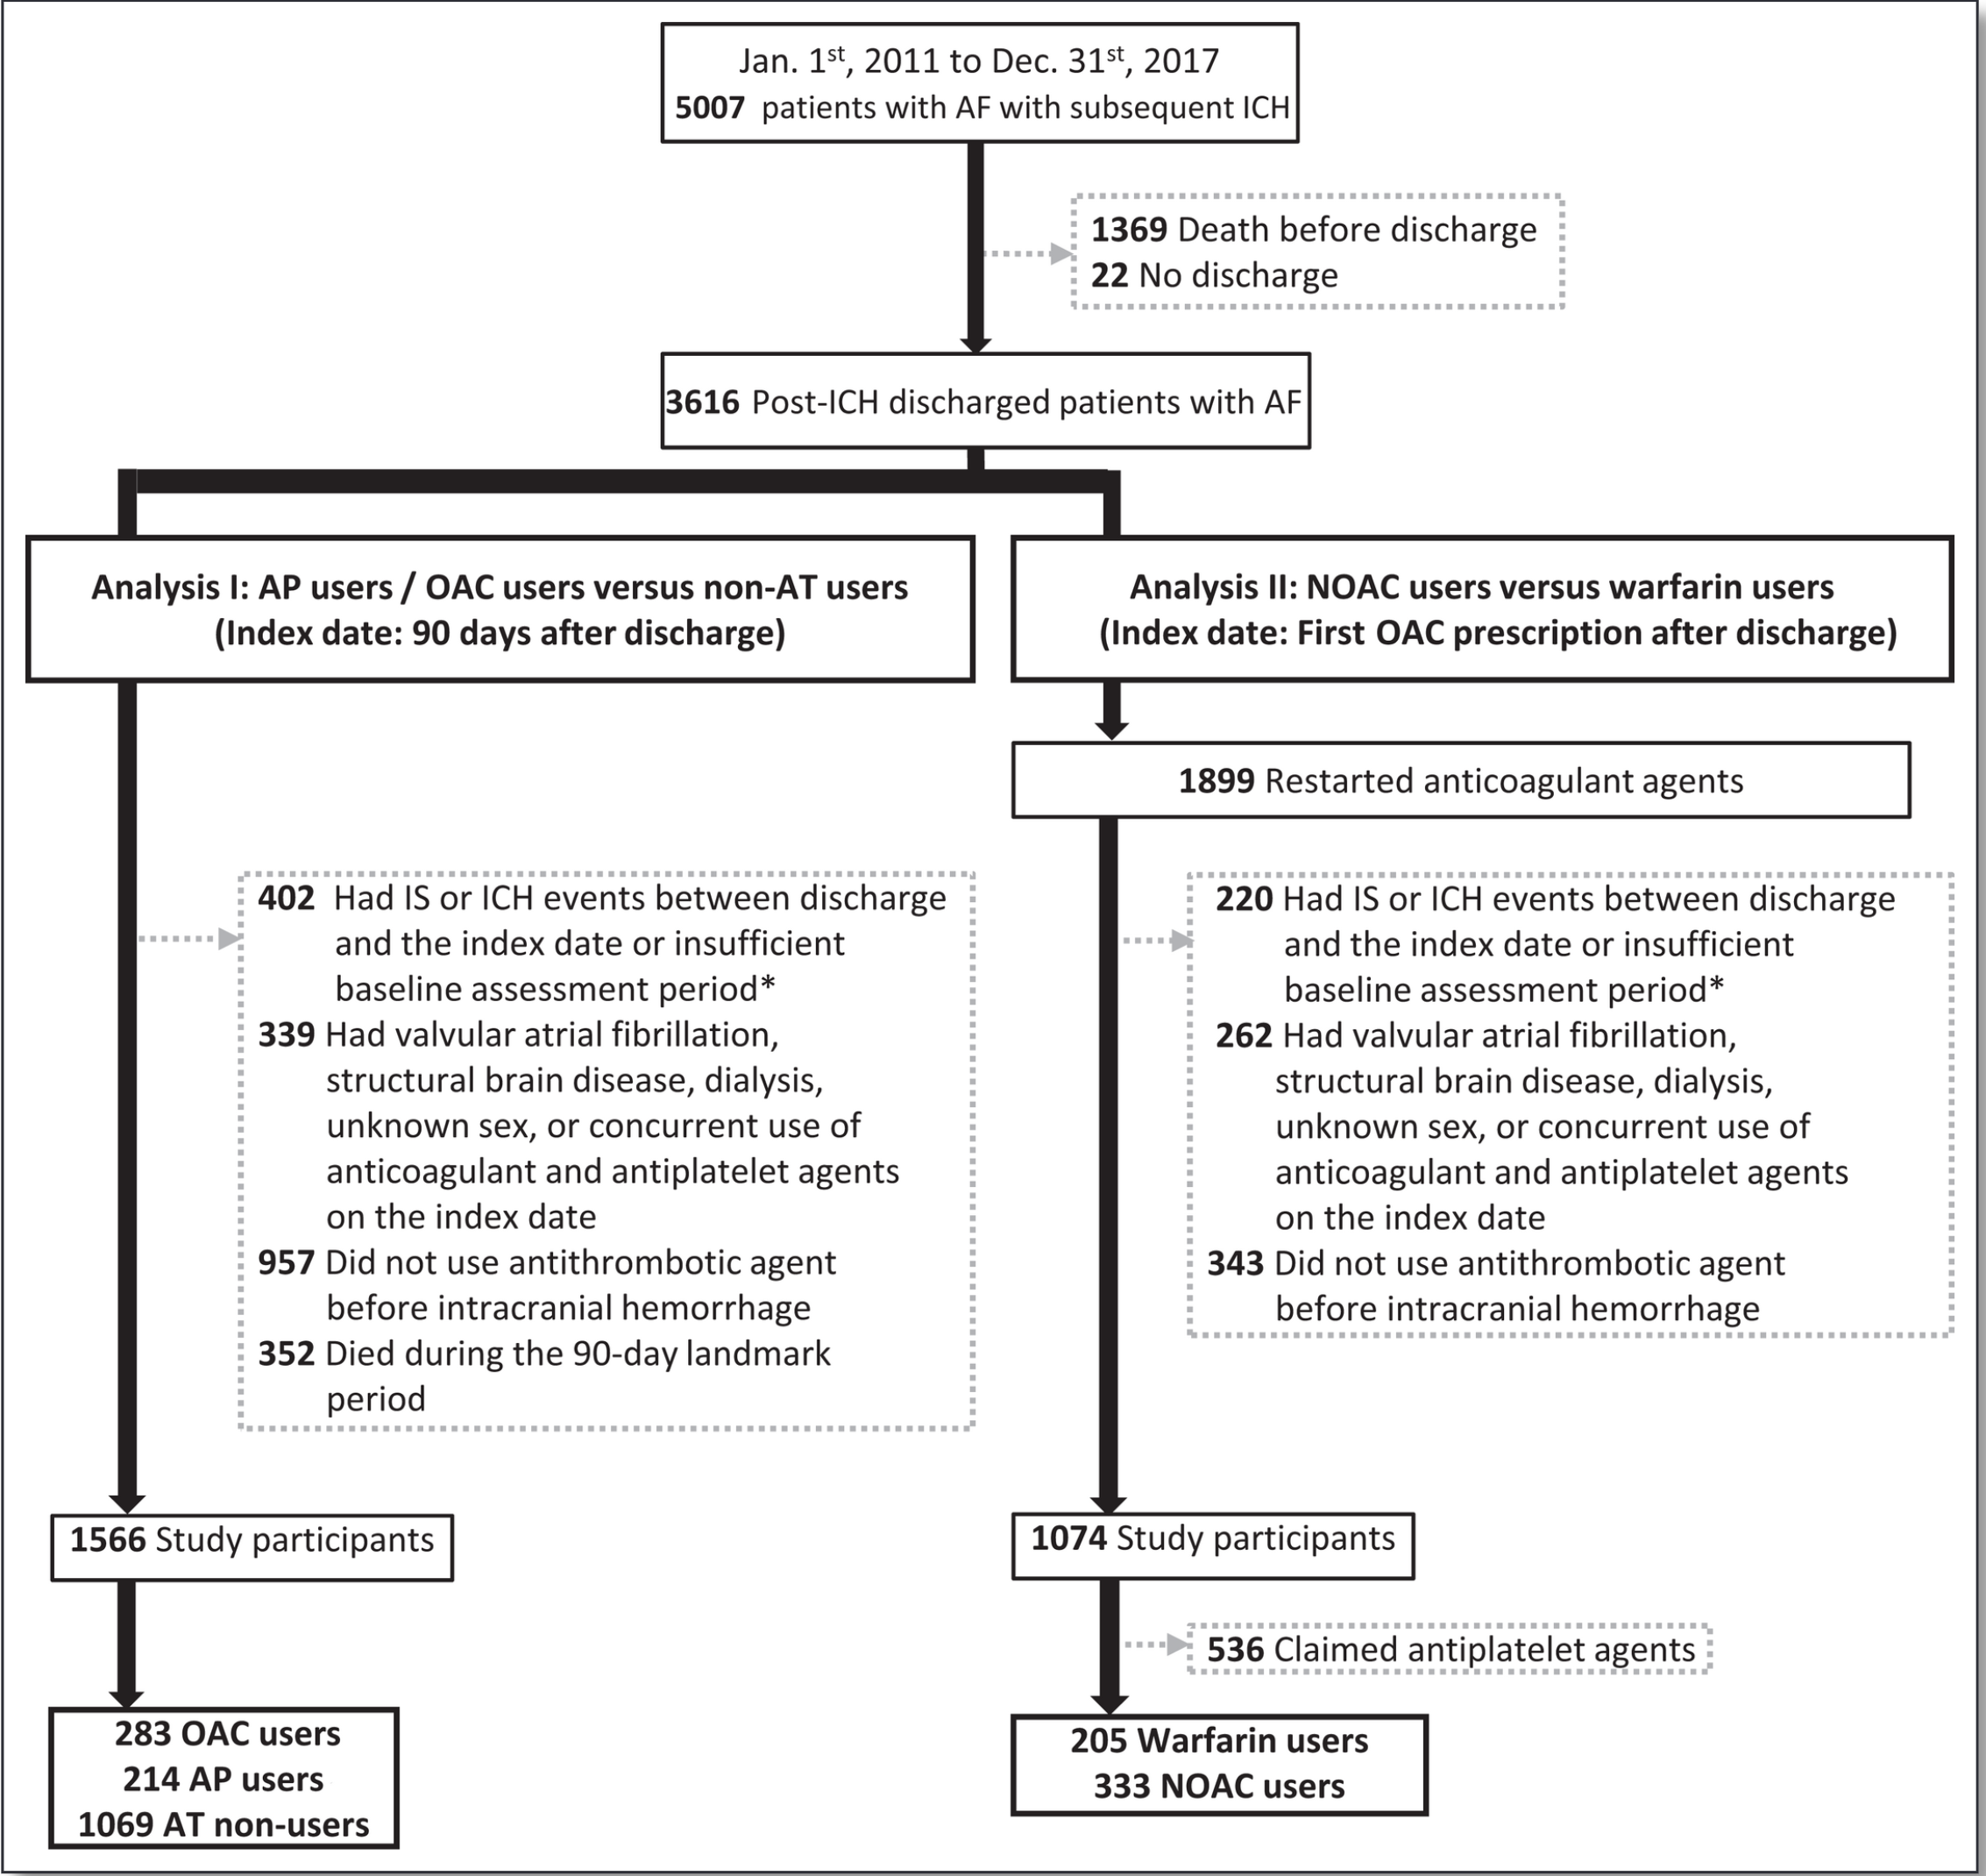 Jan. 1st, 2011 to Dec. 31st, 2017
5007 patients with AF with subsequent ICH
1369 Death before discharge
22 No discharge
3616 Post-ICH discharged patients with AF
Analysis I: AP users / OAC users versus non-AT users
(Index date: 90 days after discharge)
Analysis II: NOAC users versus warfarin users
(Index date: First OAC prescription after discharge)
1899 Restarted anticoagulant agents
402 Had IS or ICH events between discharge
and the index date or insufficient
baseline assessment period*
339 Had valvular atrial fibrillation,
structural brain disease, dialysis,
unknown sex, or concurrent use of
anticoagulant and antiplatelet agents
on the index date
957 Did not use antithrombotic agent
before intracranial hemorrhage
352 Died during the 90-day landmark
period
220 Had IS or ICH events between discharge
and the index date or insufficient
baseline assessment period*
262 Had valvular atrial fibrillation,
structural brain disease, dialysis,
unknown sex, or concurrent use of
anticoagulant and antiplatelet agents
on the index date
343 Did not use antithrombotic agent
before intracranial hemorrhage
1566 Study participants
1074 Study participants
536 Claimed antiplatelet agents
283 OAC users
214 AP users
1069 AT non-users
205 Warfarin users
333 NOAC users